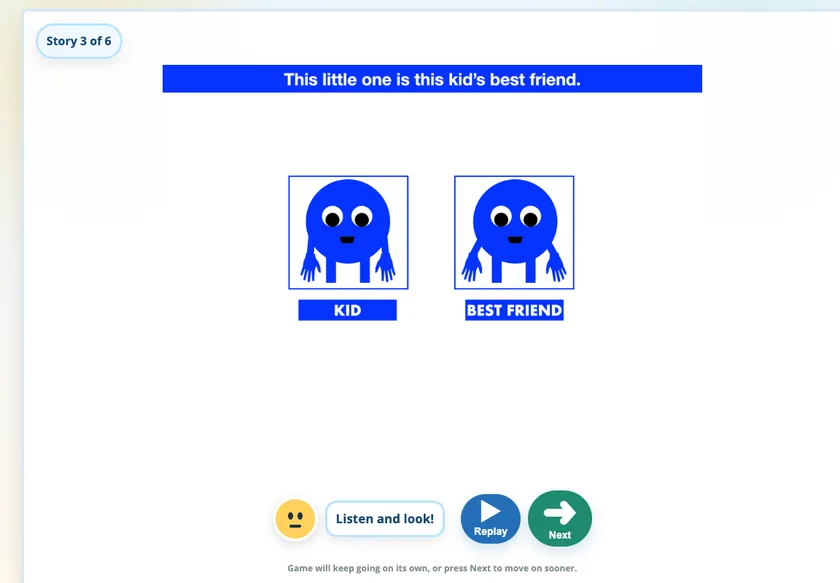 Story 3 of 6
This little one is this kid’s best friend.
KID
BEST FRIEND
Listen and look!
Replay
Next
Game will keep going on its own, or press Next to move on sooner.